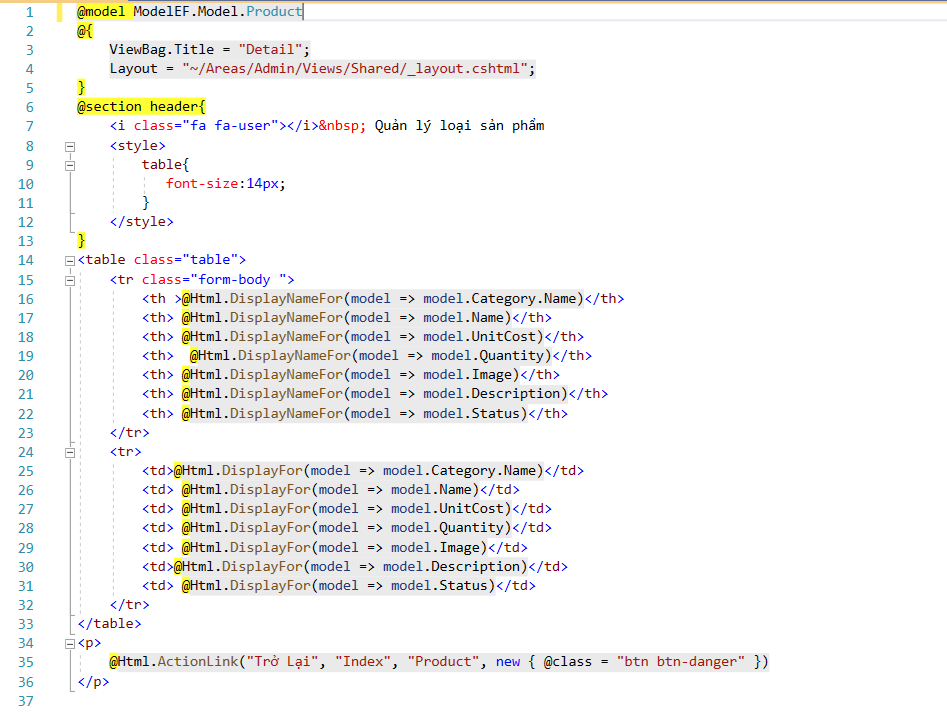 1 @model ModelEF.Model.Product
2 @{
3 ViewBag.Title = "Detail";
4 Layout = "~/Areas/Admin/Views/Shared/_layout.cshtml";
5 }
6 @section header{
7 <i class="fa fa-user"></i>&nbsp; Quản lý loại sản phẩm
8 <style>
9 table{
10 font-size:14px;
11 }
12 </style>
13 }
14 <table class="table">
15 <tr class="form-body ">
16 <th >@Html.DisplayNameFor(model => model.Category.Name)</th>
17 <th> @Html.DisplayNameFor(model => model.Name)</th>
18 <th> @Html.DisplayNameFor(model => model.UnitCost)</th>
19 <th>  @Html.DisplayNameFor(model => model.Quantity)</th>
20 <th> @Html.DisplayNameFor(model => model.Image)</th>
21 <th> @Html.DisplayNameFor(model => model.Description)</th>
22 <th> @Html.DisplayNameFor(model => model.Status)</th>
23 </tr>
24 <tr>
25 <td>@Html.DisplayFor(model => model.Category.Name)</td>
26 <td> @Html.DisplayFor(model => model.Name)</td>
27 <td> @Html.DisplayFor(model => model.UnitCost)</td>
28 <td> @Html.DisplayFor(model => model.Quantity)</td>
29 <td> @Html.DisplayFor(model => model.Image)</td>
30 <td>@Html.DisplayFor(model => model.Description)</td>
31 <td> @Html.DisplayFor(model => model.Status)</td>
32 </tr>
33 </table>
34 <p>
35 @Html.ActionLink("Trở Lại", "Index", "Product", new { @class = "btn btn-danger" })
36 </p>
37